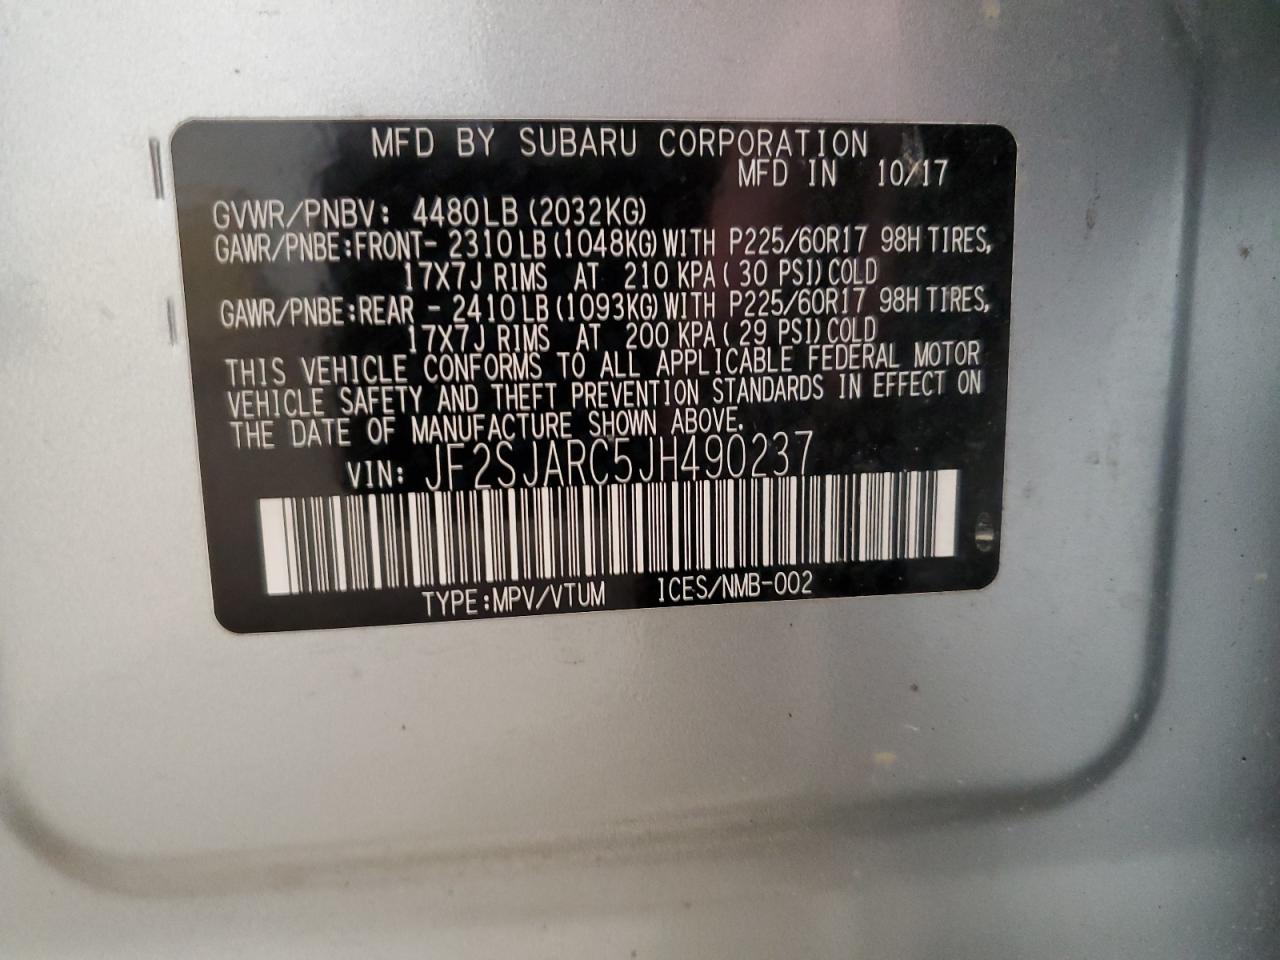 MFD BY SUBARU CORPORATION
MFD IN 10/17
GVWR/PNBV: 4480LB (2032KG)
GAWR/PNBE:FRONT- 2310LB (1048KG) WITH P225/60R17 98H TIRES,
17X7J RIMS AT 210 KPA ( 30 PSI) COLD
GAWR/PNBE:REAR - 2410LB (1093KG) WITH P225/60R17 98H TIRES,
17X7J RIMS AT 200 KPA ( 29 PSI) COLD
THIS VEHICLE CONFORMS TO ALL APPLICABLE FEDERAL MOTOR
VEHICLE SAFETY AND THEFT PREVENTION STANDARDS IN EFFECT ON
THE DATE OF MANUFACTURE SHOWN ABOVE.
VIN: JF2SJARC5JH490237
TYPE:MPV/VTUM ICES/NMB-002